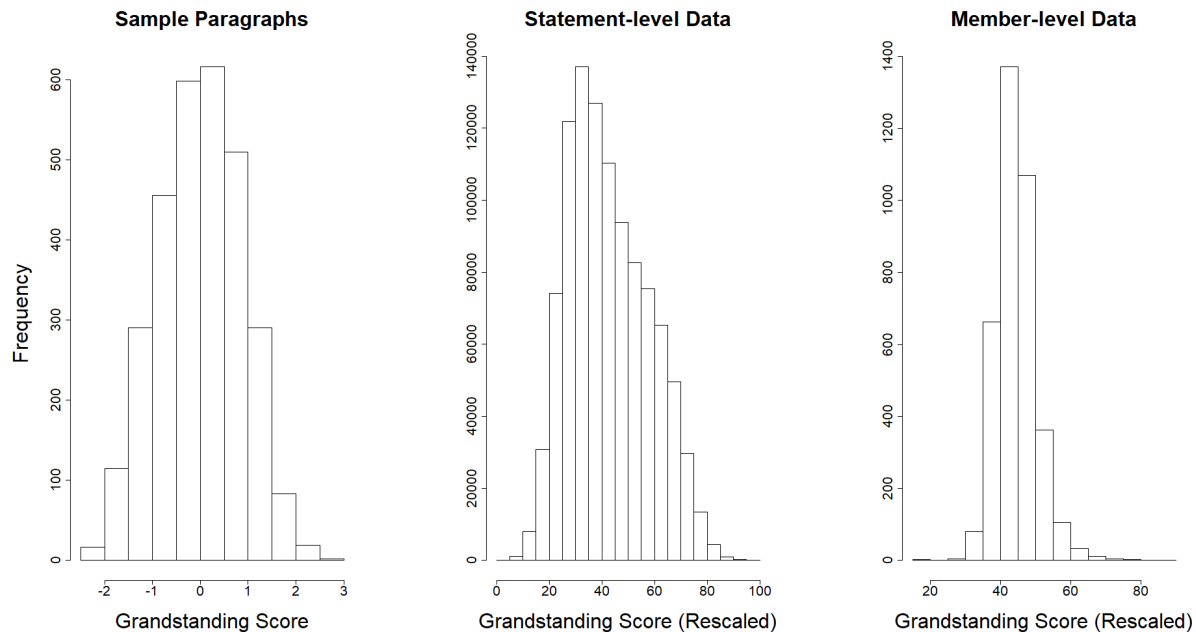 Sample Paragraphs
Frequency
0
100
200
300
400
500
600
-2 -1 0 1 2 3
Grandstanding Score
Statement-level Data
0
20000
40000
60000
80000
100000
120000
140000
0 20 40 60 80 100
Grandstanding Score (Rescaled)
Member-level Data
0
200
400
600
800
1000
1200
1400
20 40 60 80
Grandstanding Score (Rescaled)